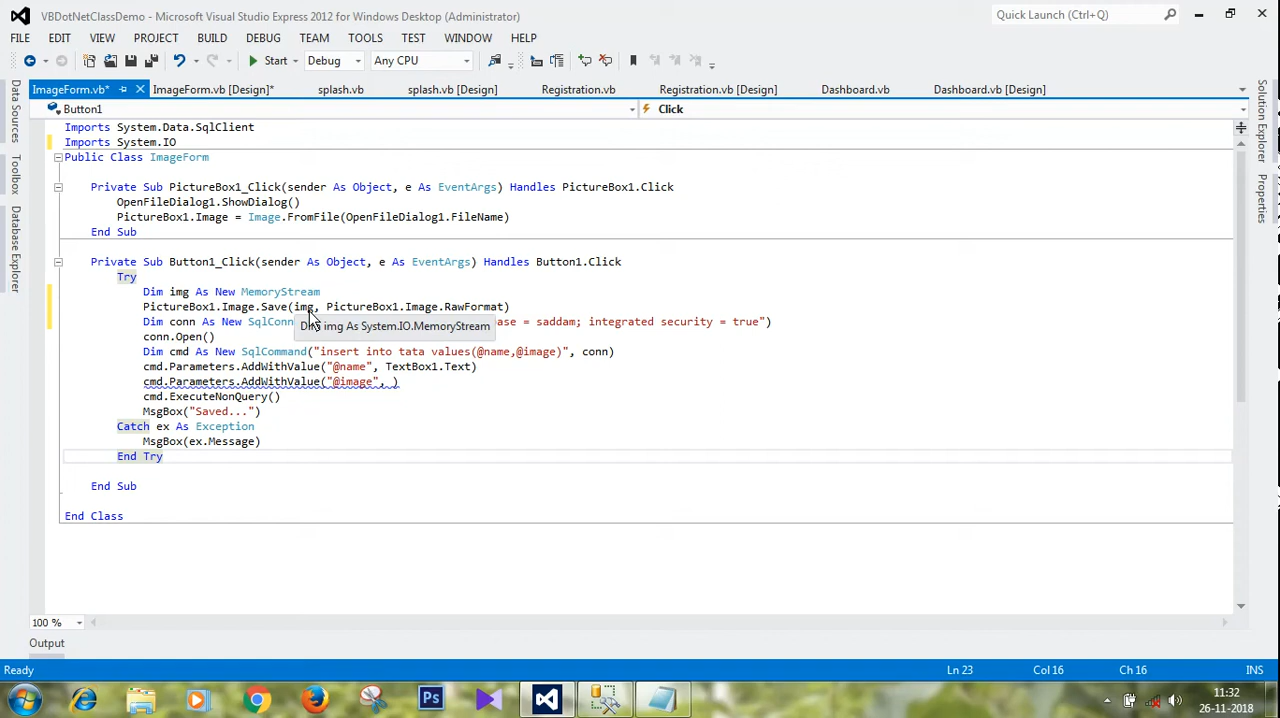 VBDotNetClassDemo - Microsoft Visual Studio Express 2012 for Windows Desktop (Administrator)
Quick Launch (Ctrl+Q)
FILE EDIT VIEW PROJECT BUILD DEBUG TEAM TOOLS TEST WINDOW HELP
Start Debug Any CPU
ImageForm.vb* ImageForm.vb [Design]* splash.vb splash.vb [Design] Registration.vb Registration.vb [Design] Dashboard.vb Dashboard.vb [Design]
Button1 Click
Data Sources
Toolbox
Database Explorer
Solution Explorer
Properties
Imports System.Data.SqlClient
Imports System.IO
Public Class ImageForm
Private Sub PictureBox1_Click(sender As Object, e As EventArgs) Handles PictureBox1.Click
OpenFileDialog1.ShowDialog()
PictureBox1.Image = Image.FromFile(OpenFileDialog1.FileName)
End Sub
Private Sub Button1_Click(sender As Object, e As EventArgs) Handles Button1.Click
Try
Dim img As New MemoryStream
PictureBox1.Image.Save(img, PictureBox1.Image.RawFormat)
Dim conn As New SqlConn ase = saddam; integrated security = true")
Dim img As System.IO.MemoryStream
conn.Open()
Dim cmd As New SqlCommand("insert into tata values(@name,@image)", conn)
cmd.Parameters.AddWithValue("@name", TextBox1.Text)
cmd.Parameters.AddWithValue("@image", )
cmd.ExecuteNonQuery()
MsgBox("Saved...")
Catch ex As Exception
MsgBox(ex.Message)
End Try
End Sub
End Class
100 %
Output
Ready Ln 23 Col 16 Ch 16 INS
Ps
11:32
26-11-2018